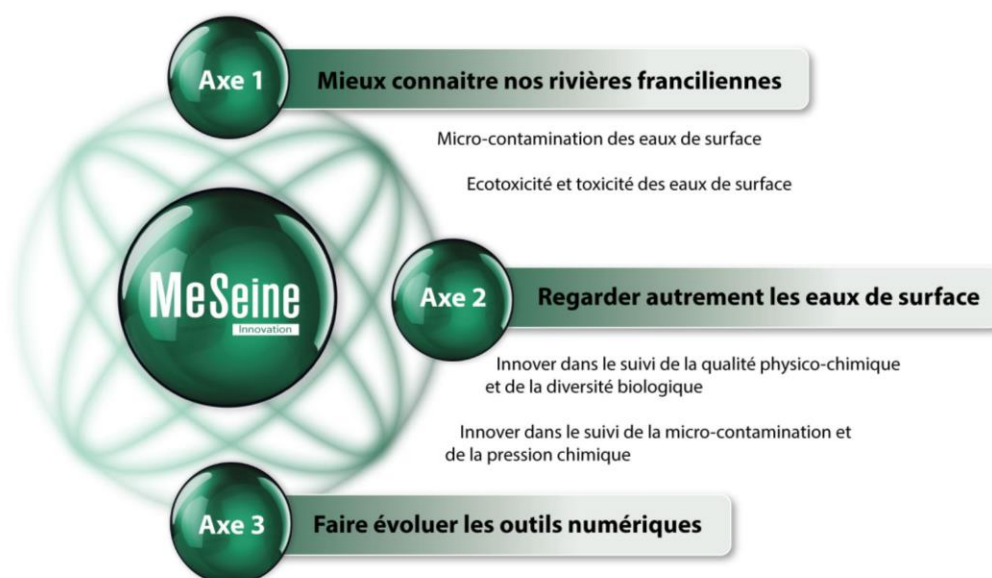 Axe 1
Mieux connaitre nos rivières franciliennes
Micro-contamination des eaux de surface
Ecotoxicité et toxicité des eaux de surface
MeSeine
Innovation
Axe 2
Regarder autrement les eaux de surface
Innover dans le suivi de la qualité physico-chimique
et de la diversité biologique
Innover dans le suivi de la micro-contamination et
de la pression chimique
Axe 3
Faire évoluer les outils numériques